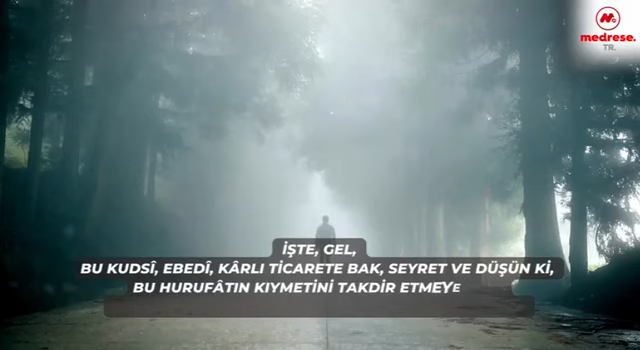 medrese.
TR.
İŞTE, GEL,
BU KUDSÎ, EBEDÎ, KÂRLI TİCARETE BAK, SEYRET VE DÜŞÜN Kİ,
BU HURUFÂTIN KIYMETİNİ TAKDİR ETMEYE